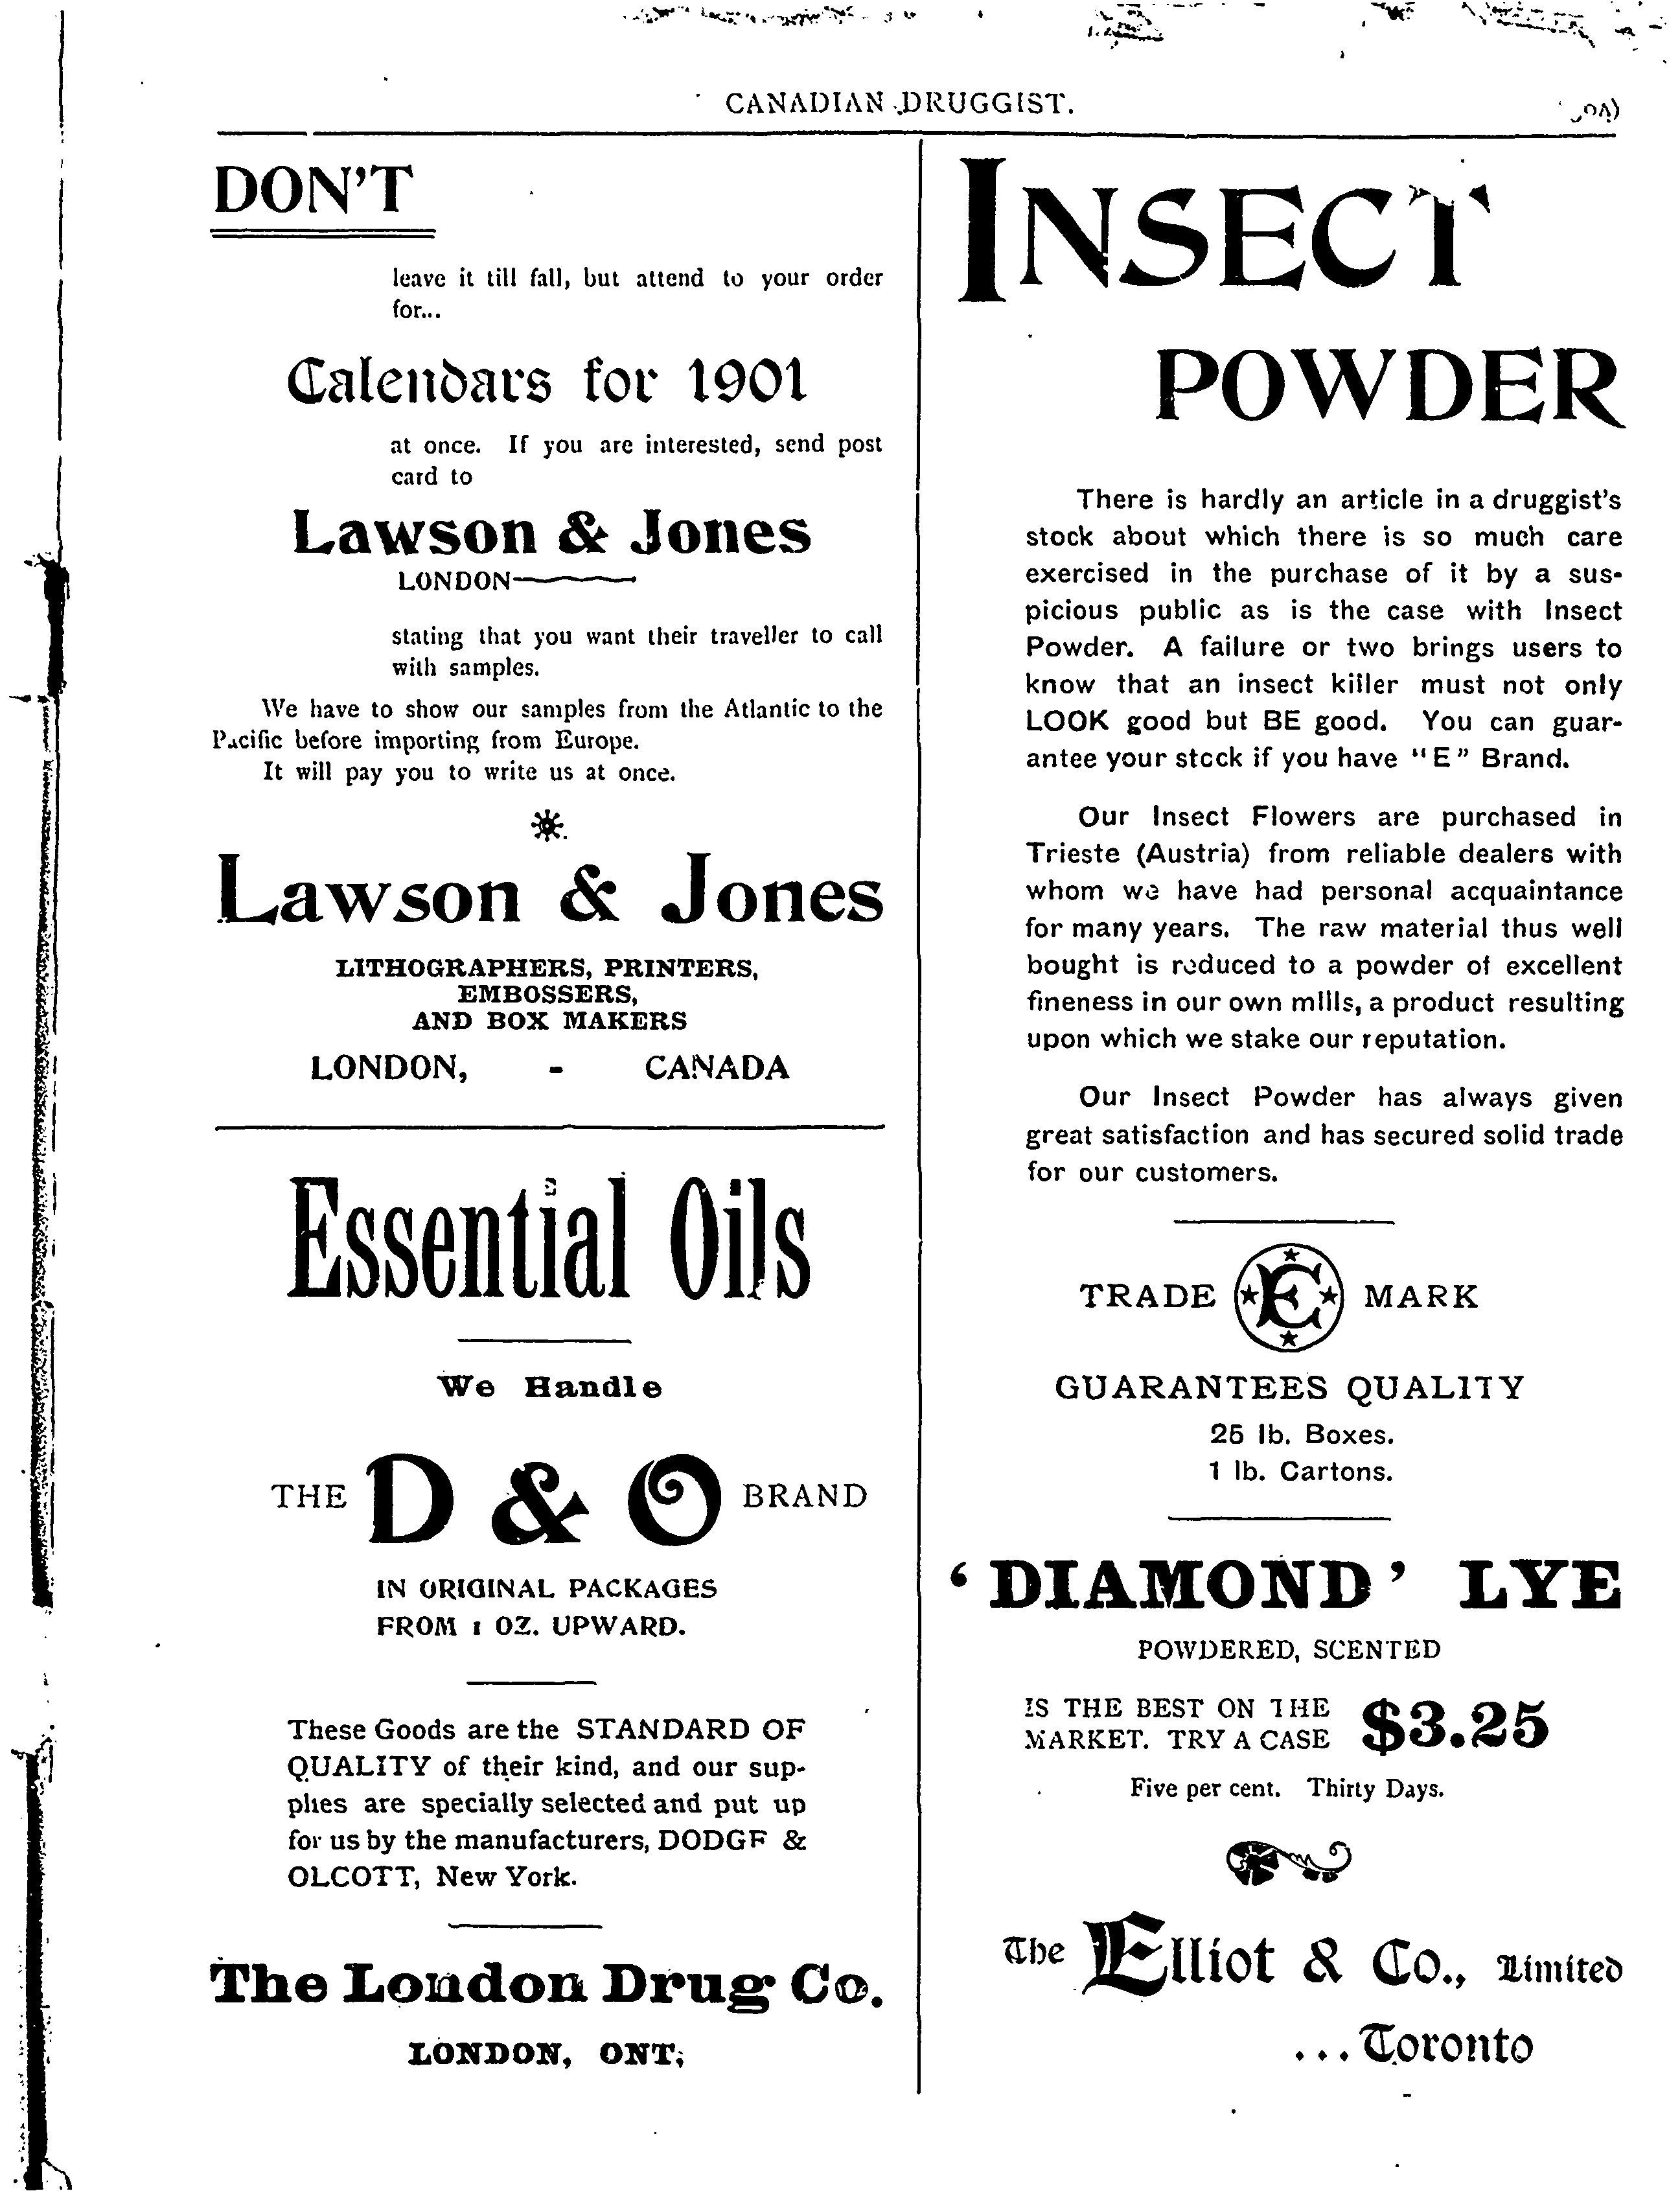 CANADIAN DRUGGIST.
DON'T
leave it till fall, but attend to your order
for...
Calendars for 1901
at once. If you are interested, send post
card to
Lawson & Jones
LONDON
stating that you want their traveller to call
with samples.
We have to show our samples from the Atlantic to the
Pacific before importing from Europe.
It will pay you to write us at once.
Lawson & Jones
LITHOGRAPHERS, PRINTERS,
EMBOSSERS,
AND BOX MAKERS
LONDON, - CANADA
Essential Oils
We Handle
THE D & O BRAND
IN ORIGINAL PACKAGES
FROM 1 OZ. UPWARD.
These Goods are the STANDARD OF
QUALITY of their kind, and our sup-
plies are specially selected and put up
for us by the manufacturers, DODGE &
OLCOTT, New York.
The London Drug Co.
LONDON, ONT.
INSECT
POWDER
There is hardly an article in a druggist's
stock about which there is so much care
exercised in the purchase of it by a sus-
picious public as is the case with Insect
Powder. A failure or two brings users to
know that an insect killer must not only
LOOK good but BE good. You can guar-
antee your stock if you have "E" Brand.
Our Insect Flowers are purchased in
Trieste (Austria) from reliable dealers with
whom we have had personal acquaintance
for many years. The raw material thus well
bought is reduced to a powder of excellent
fineness in our own mills, a product resulting
upon which we stake our reputation.
Our Insect Powder has always given
great satisfaction and has secured solid trade
for our customers.
TRADE E MARK
GUARANTEES QUALITY
25 lb. Boxes.
1 lb. Cartons.
'DIAMOND' LYE
POWDERED, SCENTED
IS THE BEST ON THE
MARKET. TRY A CASE $3.25
Five per cent. Thirty Days.
The Elliot & Co., Limited
...Toronto